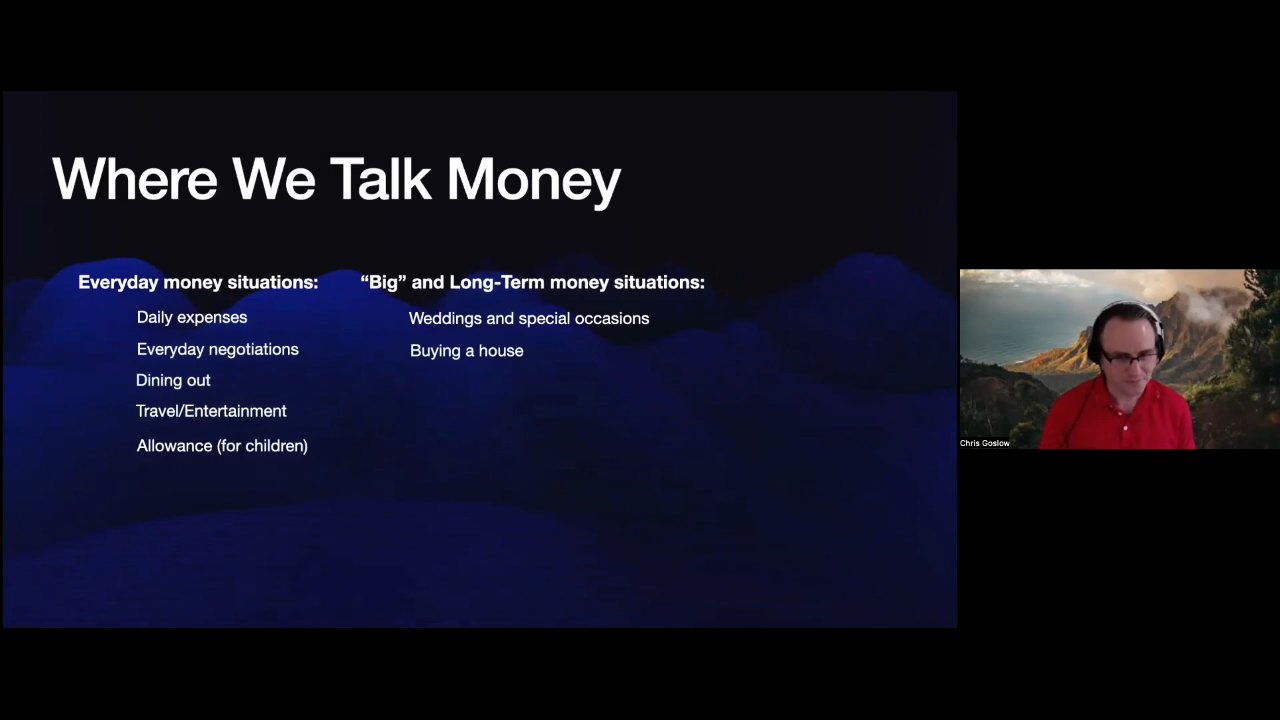 Where We Talk Money
Everyday money situations:
Daily expenses
Everyday negotiations
Dining out
Travel/Entertainment
Allowance (for children)
“Big” and Long-Term money situations:
Weddings and special occasions
Buying a house
Chris Goslow